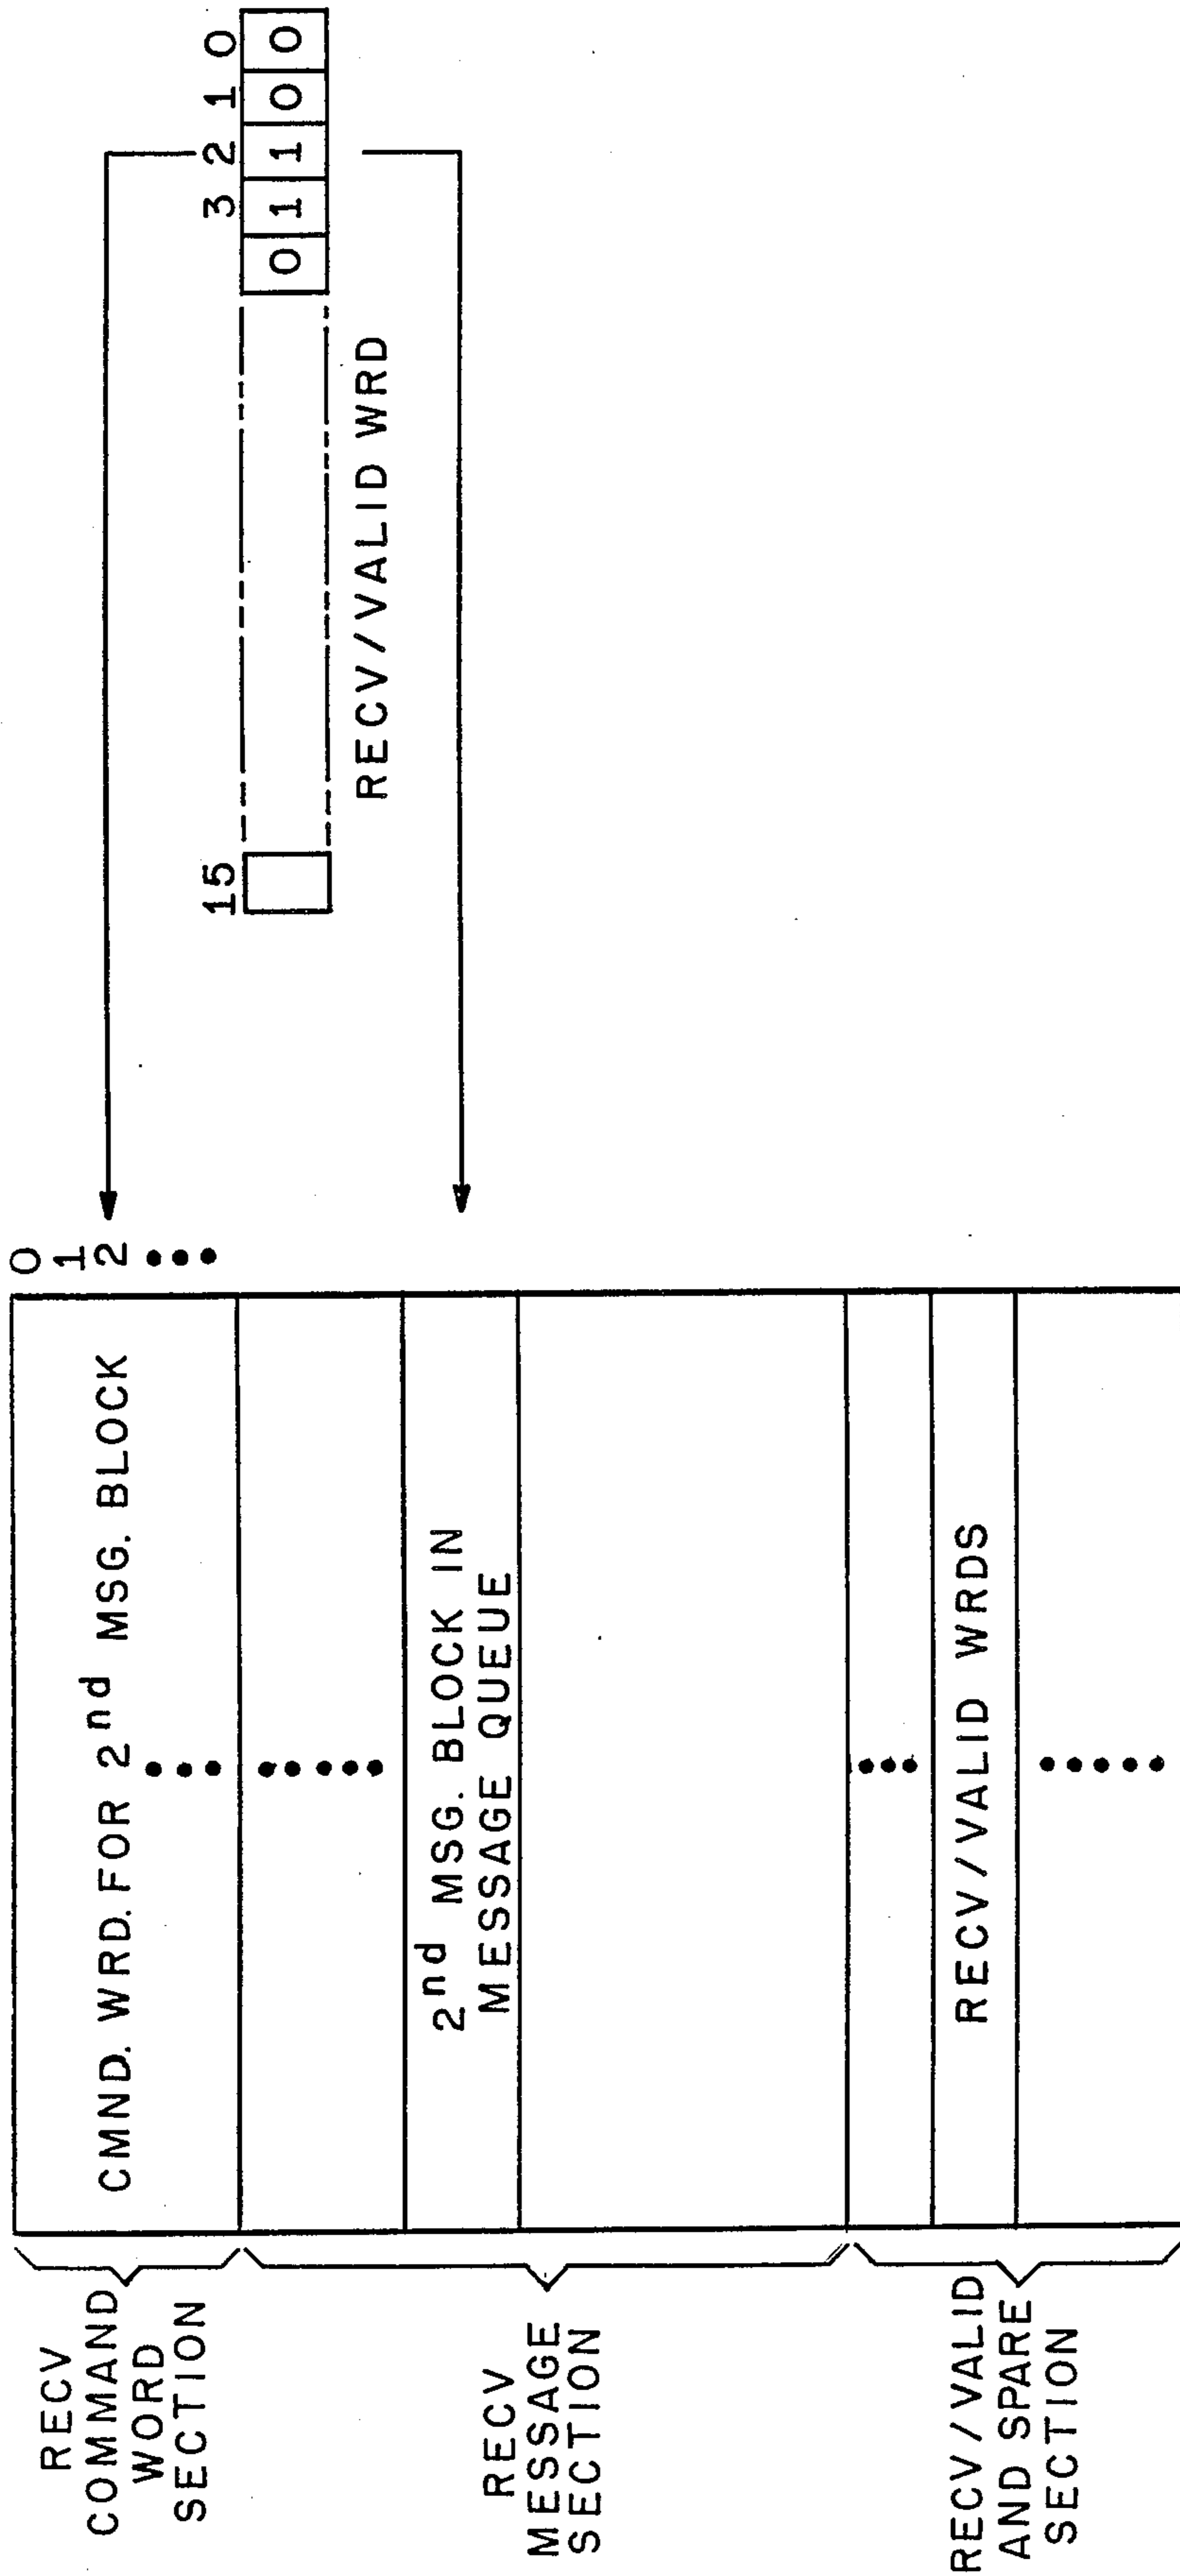 RECV
COMMAND
WORD
SECTION
CMND. WRD. FOR 2nd MSG. BLOCK
0
1
2
RECV
MESSAGE
SECTION
2nd MSG. BLOCK IN
MESSAGE QUEUE
RECV/VALID
AND SPARE
SECTION
RECV/VALID WRDS
15 3 2 1 0
0 1 1 0 0
RECV/VALID WRD